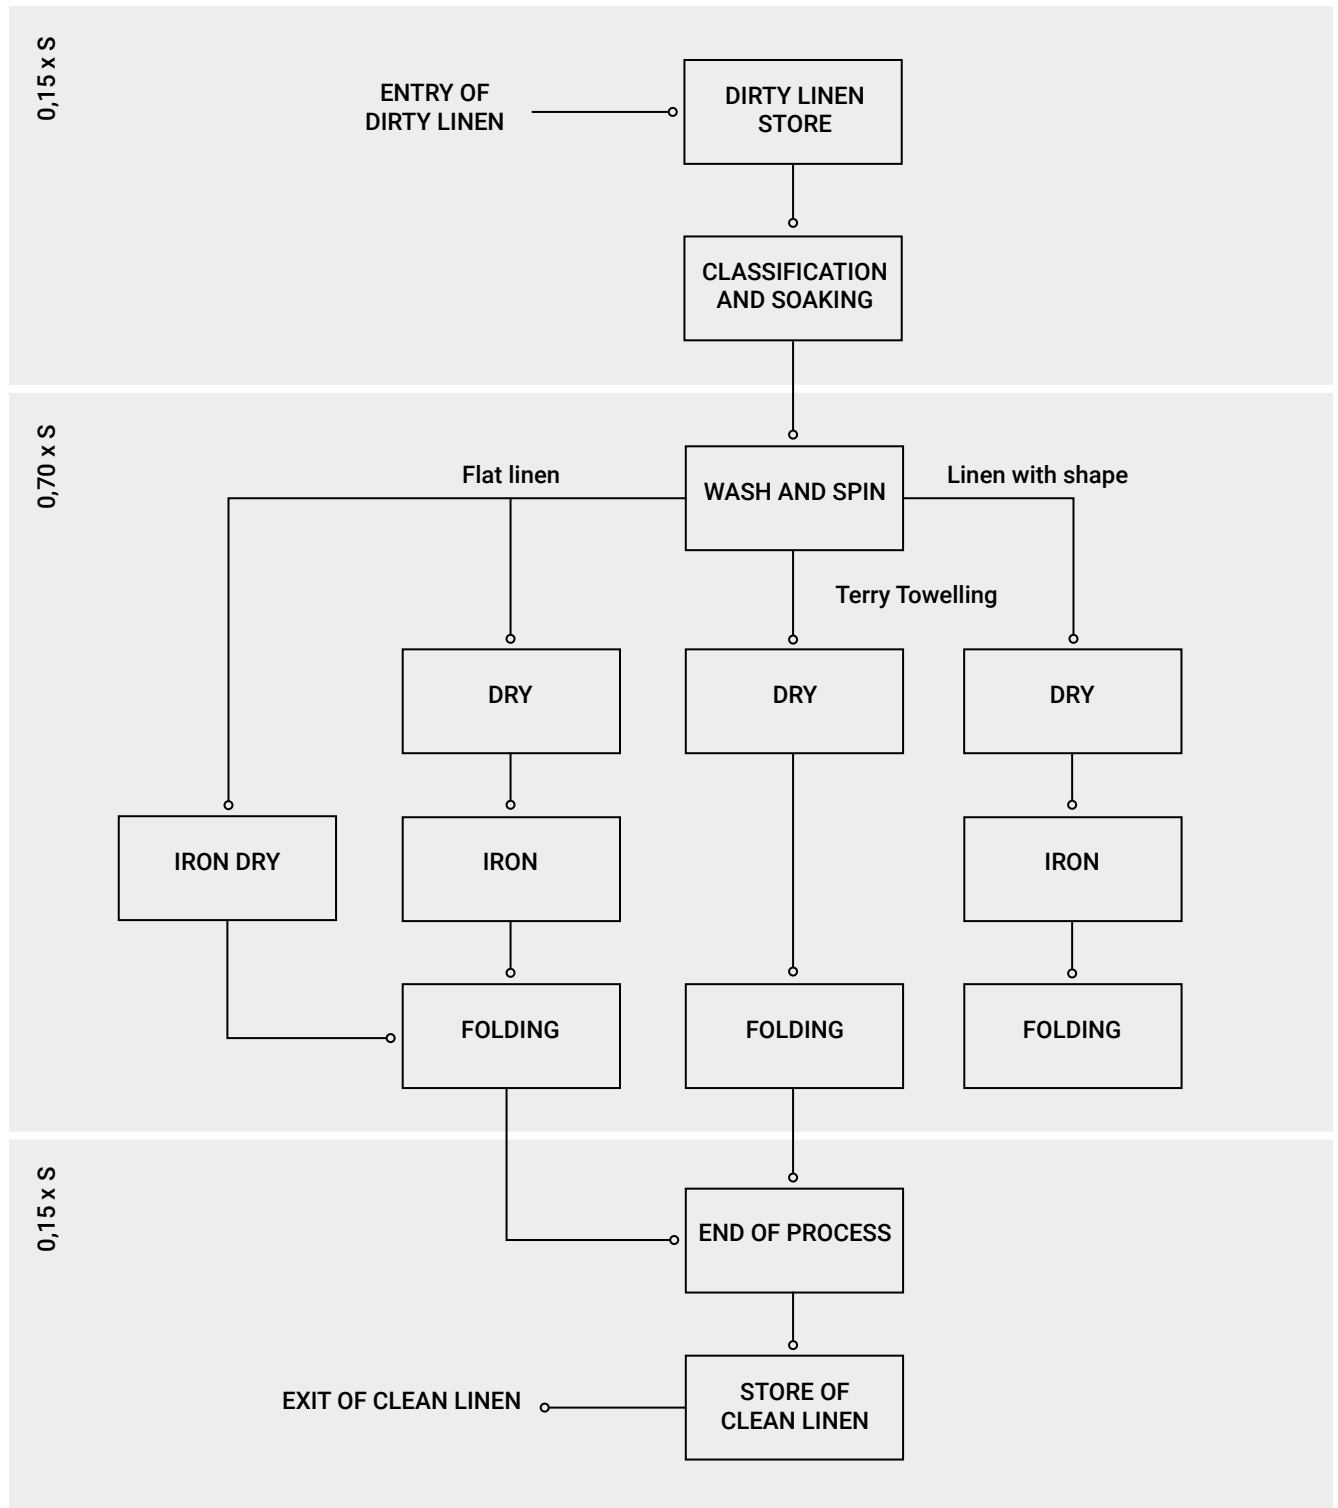 0,15 x S
ENTRY OF
DIRTY LINEN
DIRTY LINEN
STORE
CLASSIFICATION
AND SOAKING
0,70 x S
Flat linen
WASH AND SPIN
Linen with shape
Terry Towelling
DRY
DRY
DRY
IRON DRY
IRON
IRON
FOLDING
FOLDING
FOLDING
0,15 x S
END OF PROCESS
EXIT OF CLEAN LINEN
STORE OF
CLEAN LINEN